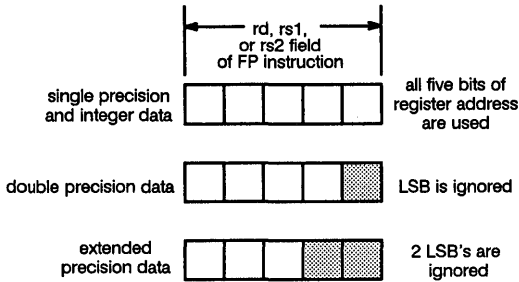 rd, rs1,
or rs2 field
of FP instruction
single precision
and integer data
all five bits of
register address
are used
double precision data
LSB is ignored
extended
precision data
2 LSB's are
ignored